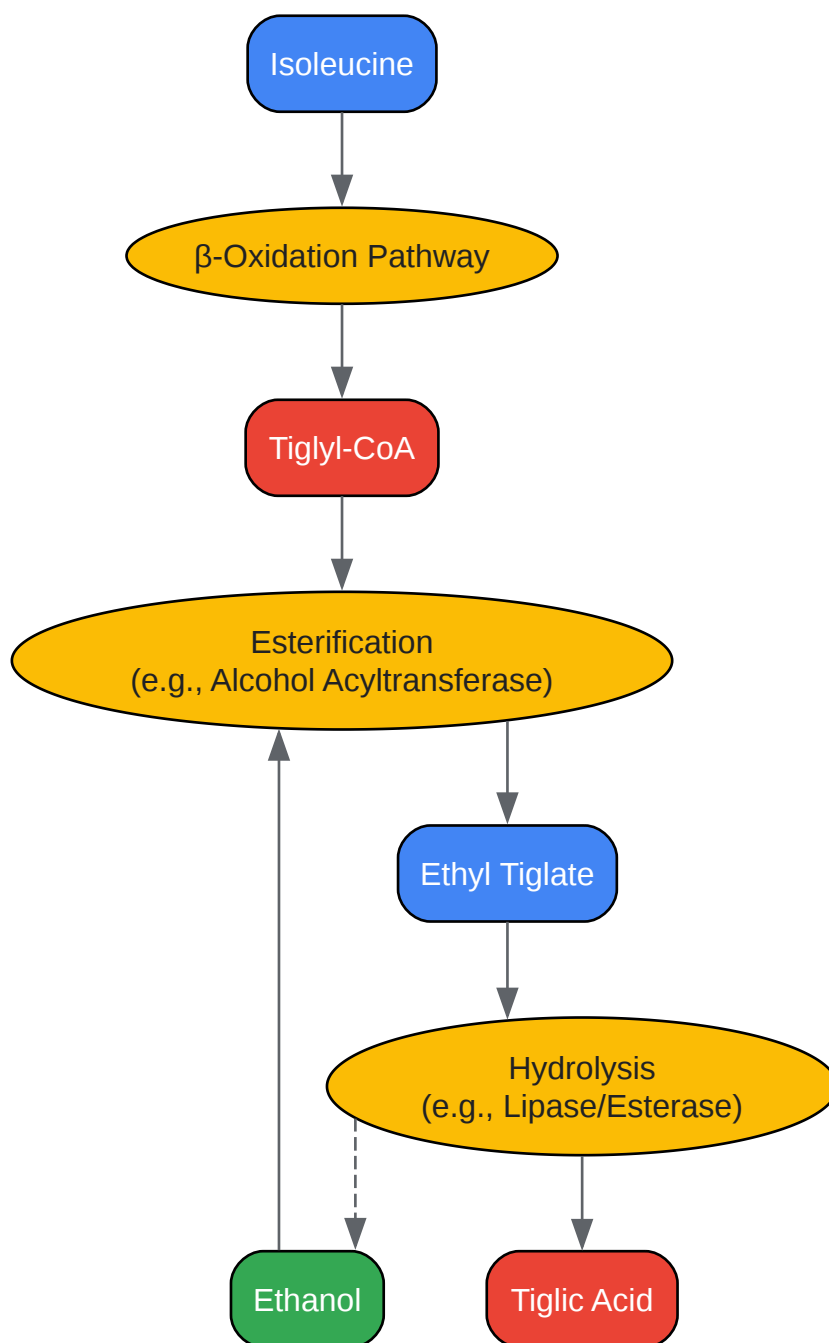 Isoleucine
β-Oxidation Pathway
Tiglyl-CoA
Esterification
(e.g., Alcohol Acyltransferase)
Ethyl Tiglate
Hydrolysis
(e.g., Lipase/Esterase)
Ethanol
Tiglic Acid